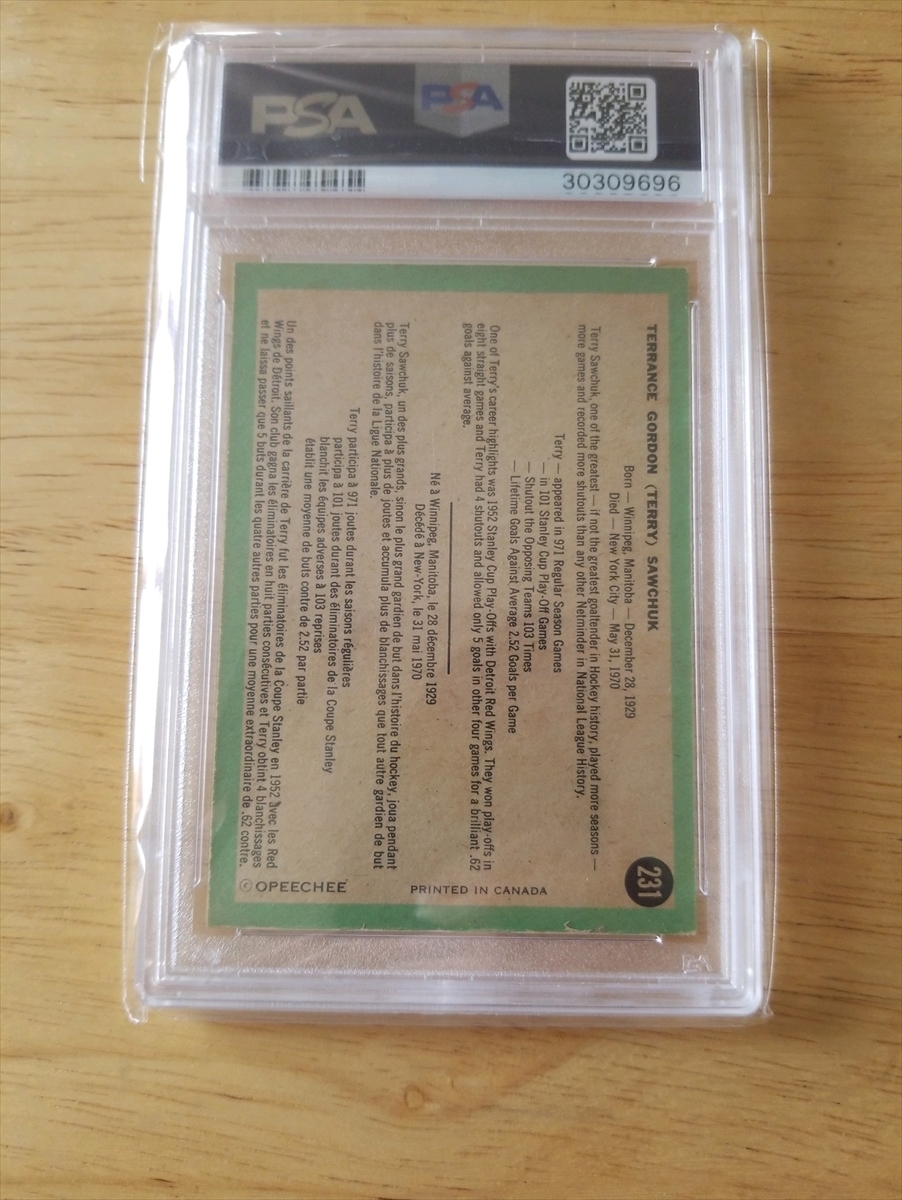 PSA
PSA
30309696
TERRANCE GORDON (TERRY) SAWCHUK
Born — Winnipeg, Manitoba — December 28, 1929
Died — New York City — May 31, 1970
Terry Sawchuk, one of the greatest — if not the greatest goaltender in Hockey history, played more seasons —
more games and recorded more shutouts than any other Netminder in National League History.
Terry — appeared in 971 Regular Season Games
— in 101 Stanley Cup Play-Off Games
— Shutout the Opposing Teams 103 Times
— Lifetime Goals Against Average 2.52 Goals per Game
One of Terry's career highlights was 1952 Stanley Cup Play-Offs with Detroit Red Wings. They won play-offs in
eight straight games and Terry had 4 shutouts and allowed only 5 goals in other four games for a brilliant .62
goals against average.
Né à Winnipeg, Manitoba, le 28 décembre 1929
Décédé à New-York, le 31 mai 1970
Terry Sawchuk, un des plus grands, sinon le plus grand gardien de but dans l'histoire du hockey, joua pendant
plus de saisons, participa à plus de joutes et accumula plus de blanchissages que tout autre gardien de but
dans l'histoire de la Ligue Nationale.
Terry participa à 971 joutes durant les saisons régulières
participa à 101 joutes durant des éliminatoires de la Coupe Stanley
blanchit les équipes adverses à 103 reprises
établit une moyenne de buts contre de 2.52 par partie
Un des points saillants de la carrière de Terry fut les éliminatoires de la Coupe Stanley en 1952 avec les Red
Wings de Détroit. Son club gagna les éliminatoires en huit parties consécutives et Terry obtint 4 blanchissages
et ne laissa passer que 5 buts durant les quatre autres parties pour une moyenne extraordinaire de .62 contre.
231
PRINTED IN CANADA
© OPEECHEE